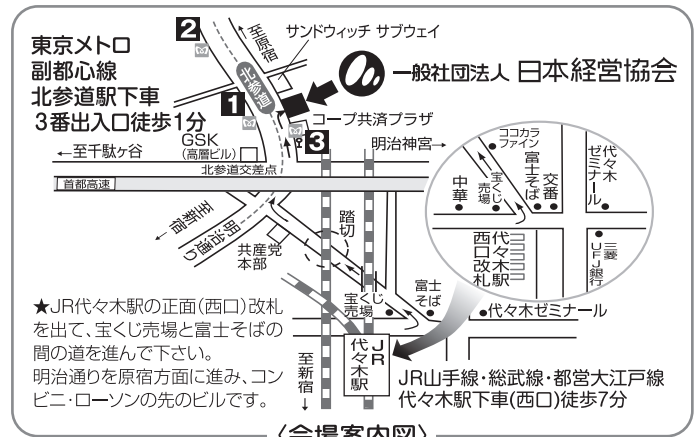 東京メトロ
副都心線
北参道駅下車
3番出入口徒歩1分
2
至原宿
サンドウィッチ サブウェイ
北参道
1
一般社団法人 日本経営協会
コープ共済プラザ
3
GSK
(高層ビル)
明治神宮→
←至千駄ヶ谷
北参道交差点
首都高速
至新宿
明治通り
共産党
本部
踏切
宝くじ
売場
富士
そば
代々木ゼミナール
JR
代々木駅
至新宿
ココカラ
ファイン
中華
宝くじ
売場
富士そば
交番
代々木
ゼミナール
代々木駅
西口改札
三菱
UFJ銀行
★JR代々木駅の正面(西口)改札
を出て、宝くじ売場と富士そばの
間の道を進んで下さい。
明治通りを原宿方面に進み、コン
ビニ・ローソンの先のビルです。
JR山手線・総武線・都営大江戸線
代々木駅下車(西口)徒歩7分
〈会場案内図〉